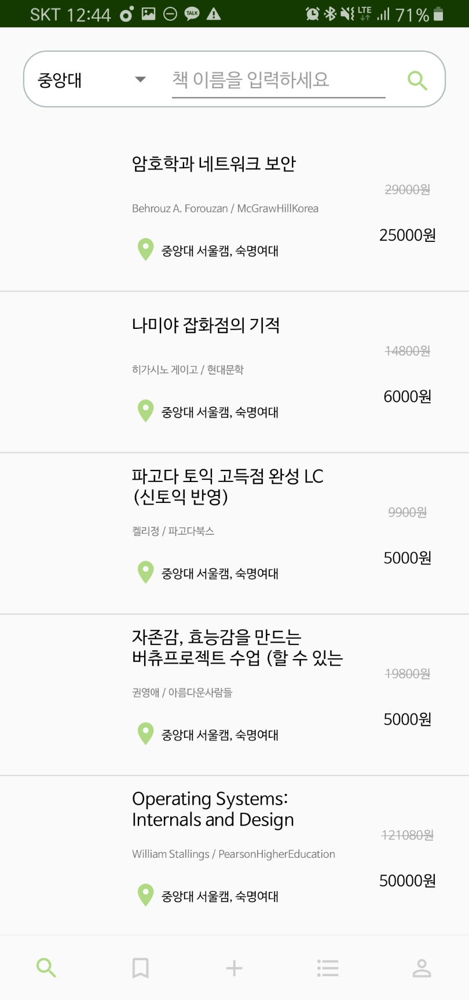 SKT 12:44 TALK LTE 71%
중앙대 책 이름을 입력하세요
암호학과 네트워크 보안
29000원
Behrouz A. Forouzan / McGrawHillKorea
25000원
중앙대 서울캠, 숙명여대
나미야 잡화점의 기적
14800원
히가시노 게이고 / 현대문학
6000원
중앙대 서울캠, 숙명여대
파고다 토익 고득점 완성 LC
(신토익 반영)
9900원
켈리정 / 파고다북스
5000원
중앙대 서울캠, 숙명여대
자존감, 효능감을 만드는
버츄프로젝트 수업 (할 수 있는
19800원
권영애 / 아름다운사람들
5000원
중앙대 서울캠, 숙명여대
Operating Systems:
Internals and Design
121080원
William Stallings / PearsonHigherEducation
50000원
중앙대 서울캠, 숙명여대